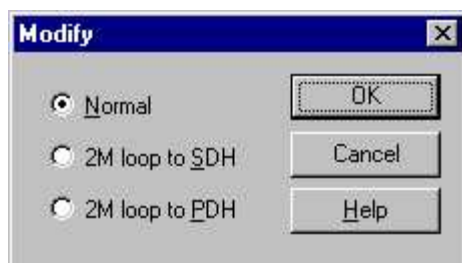 Modify
Normal
OK
2M loop to SDH
Cancel
2M loop to PDH
Help